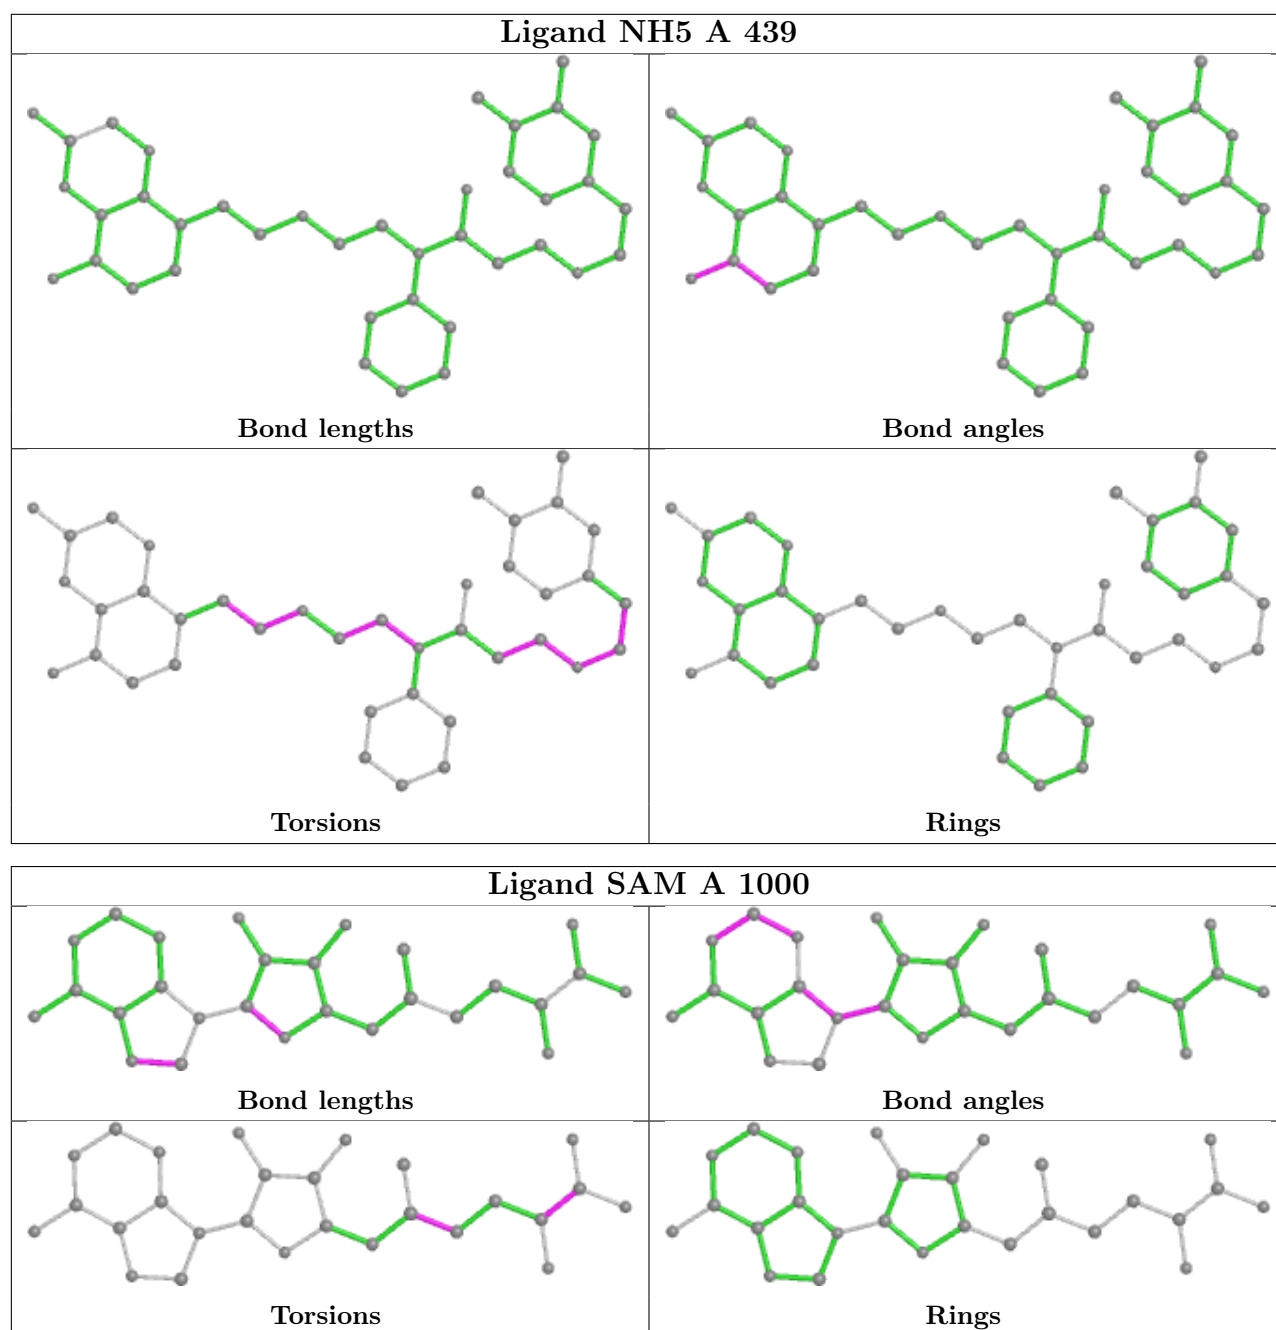 Ligand NH5 A 439
Bond lengths
Bond angles
Torsions
Rings
Ligand SAM A 1000
Bond lengths
Bond angles
Torsions
Rings